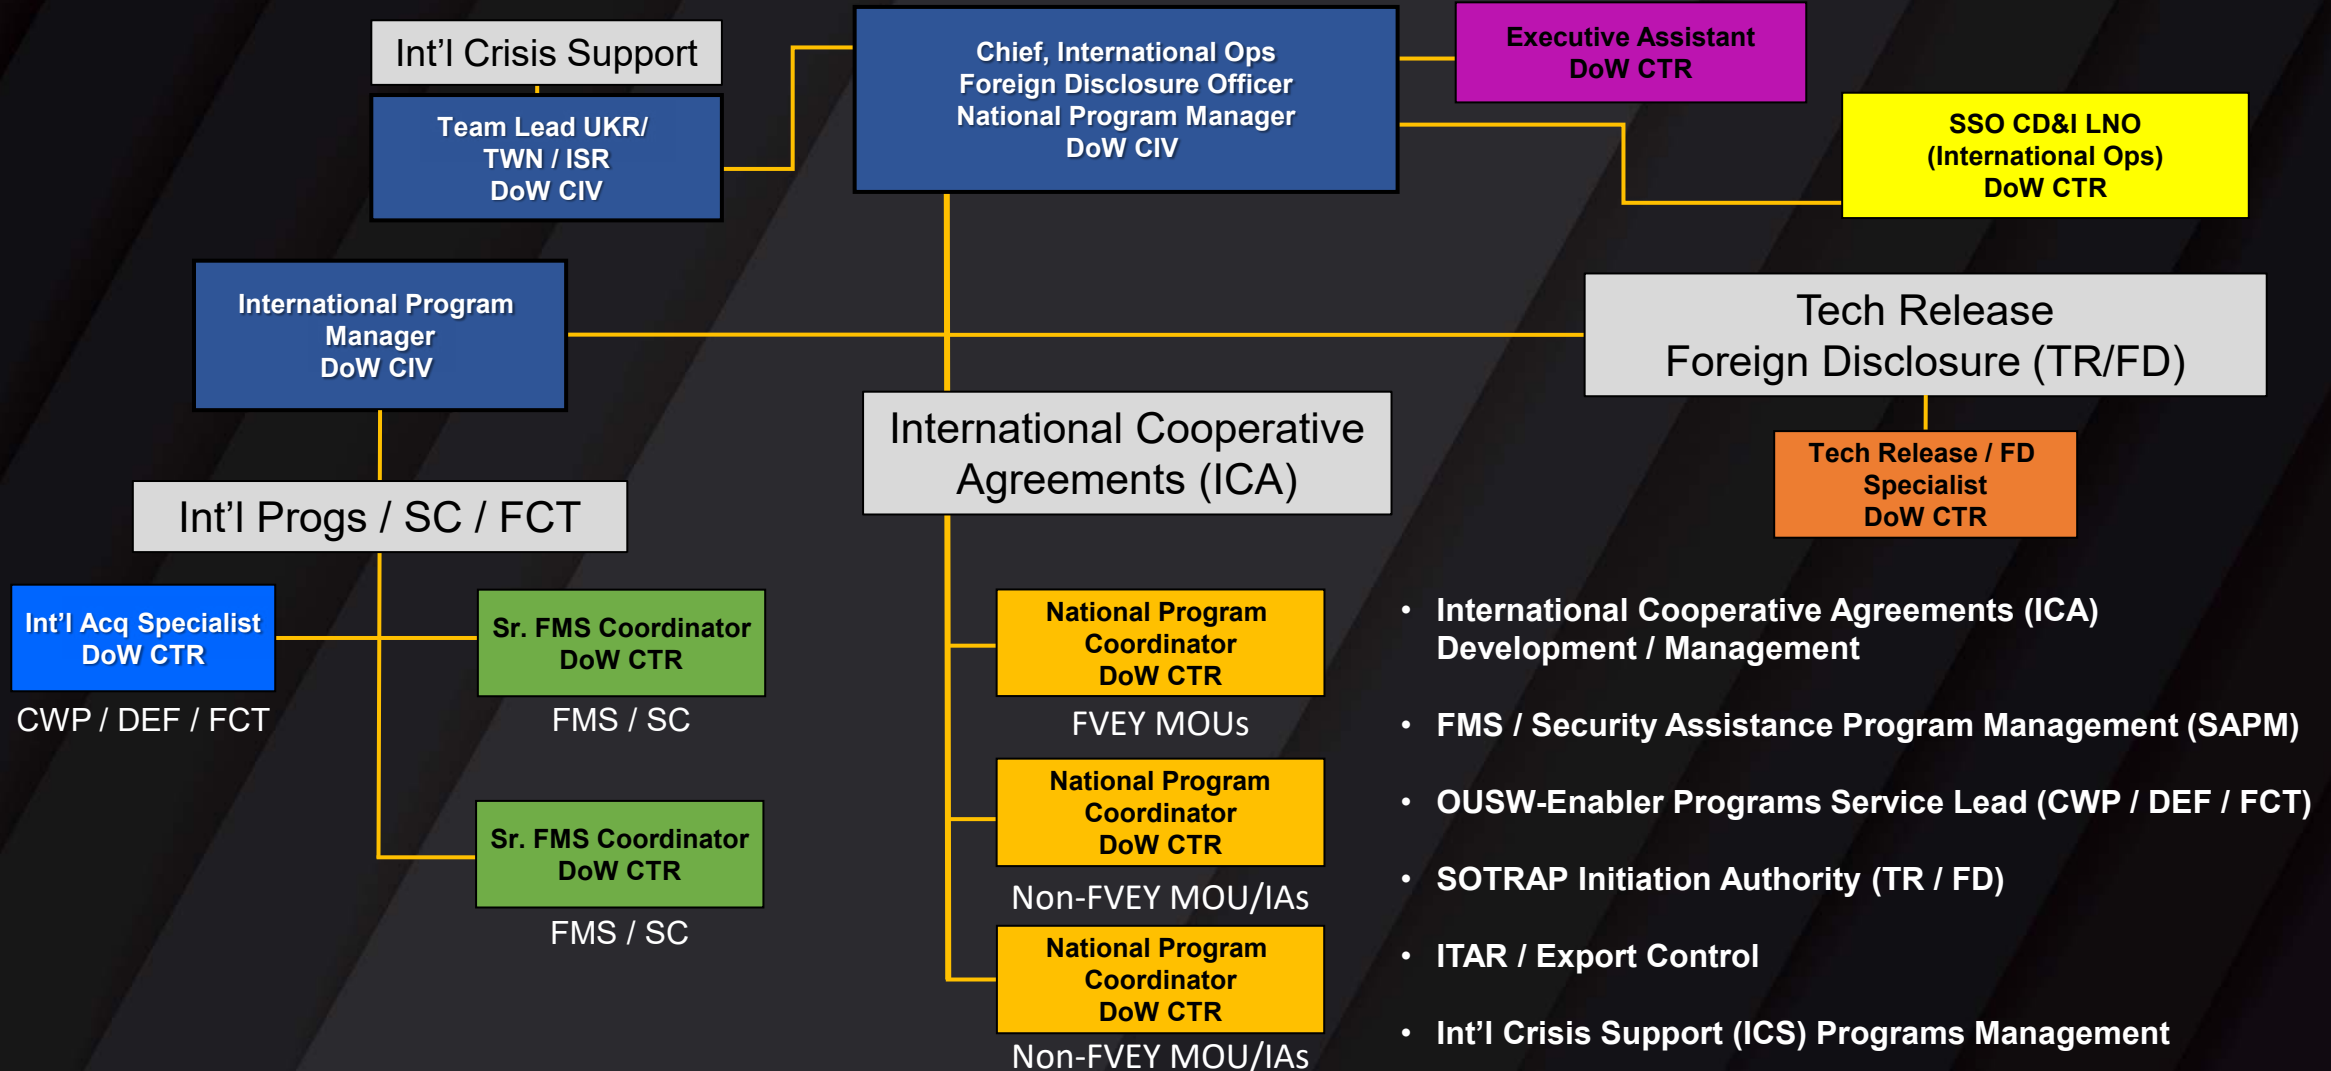 Int’l Crisis Support
Team Lead UKR/
TWN / ISR
DoW CIV
Chief, International Ops
Foreign Disclosure Officer
National Program Manager
DoW CIV
Executive Assistant
DoW CTR
SSO CD&I LNO
(International Ops)
DoW CTR
International Program
Manager
DoW CIV
Tech Release
Foreign Disclosure (TR/FD)
Tech Release / FD
Specialist
DoW CTR
International Cooperative
Agreements (ICA)
Int’l Progs / SC / FCT
Int’l Acq Specialist
DoW CTR
CWP / DEF / FCT
Sr. FMS Coordinator
DoW CTR
FMS / SC
Sr. FMS Coordinator
DoW CTR
FMS / SC
National Program
Coordinator
DoW CTR
FVEY MOUs
National Program
Coordinator
DoW CTR
Non-FVEY MOU/IAs
National Program
Coordinator
DoW CTR
Non-FVEY MOU/IAs
• International Cooperative Agreements (ICA)
Development / Management
• FMS / Security Assistance Program Management (SAPM)
• OUSW-Enabler Programs Service Lead (CWP / DEF / FCT)
• SOTRAP Initiation Authority (TR / FD)
• ITAR / Export Control
• Int’l Crisis Support (ICS) Programs Management